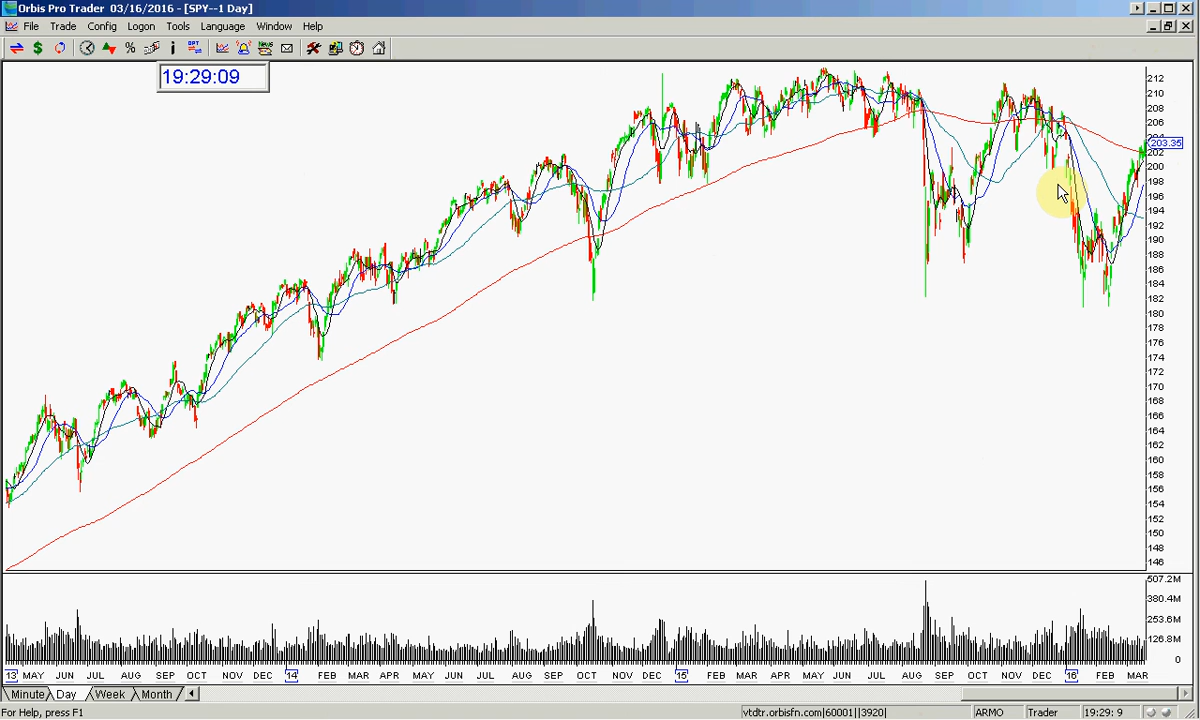 Orbis Pro Trader 03/16/2016 - [SPY--1 Day]
File Trade Config Logon Tools Language Window Help
OPT
News
19:29:09
212
210
208
206
204
203.35
202
200
198
196
194
192
190
188
186
184
182
180
178
176
174
172
170
168
166
164
162
160
158
156
154
152
150
148
146
507.2M
380.4M
253.6M
126.8M
0
13 MAY JUN JUL AUG SEP OCT NOV DEC 14 FEB MAR APR MAY JUN JUL AUG SEP OCT NOV DEC 15 FEB MAR APR MAY JUN JUL AUG SEP OCT NOV DEC 16 FEB MAR
Minute Day Week Month
For Help, press F1
vtdtr.orbisfn.com|60001||3920|
ARMO
Trader
19:29: 9